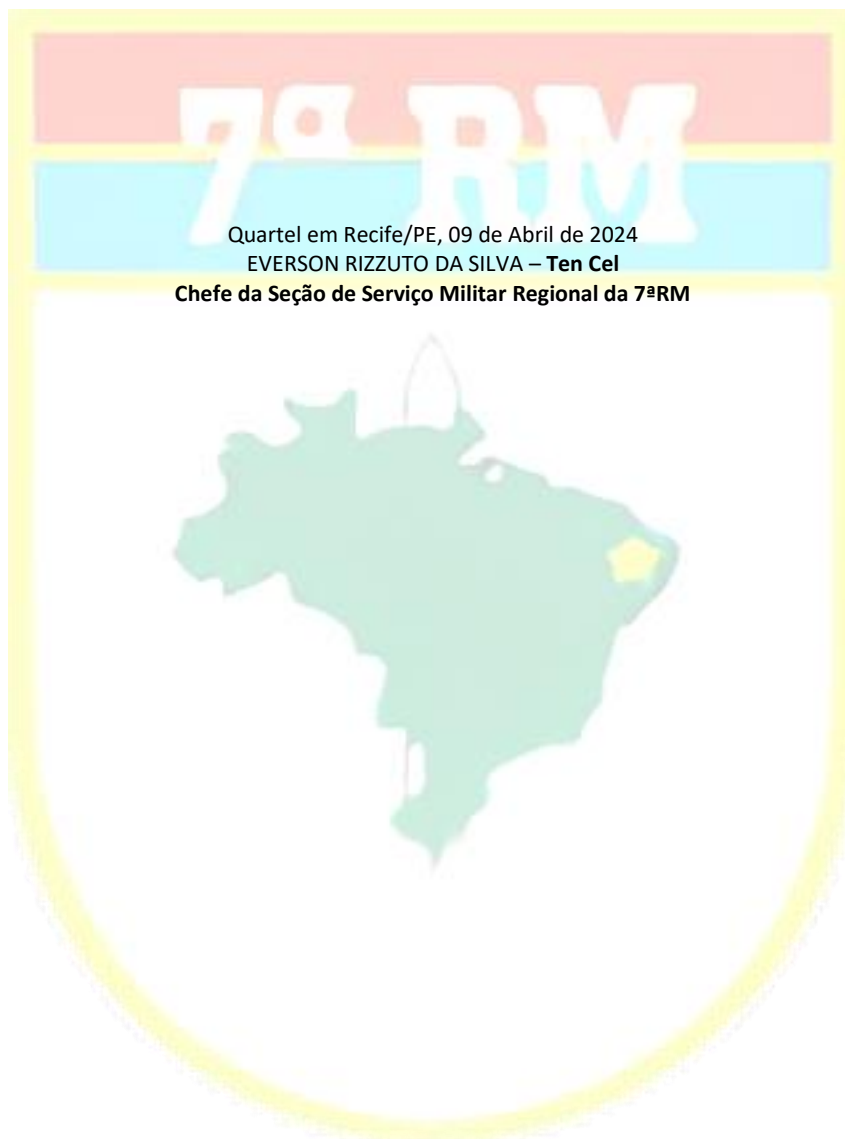 7ª RM
Quartel em Recife/PE, 09 de Abril de 2024
EVERSON RIZZUTO DA SILVA – Ten Cel
Chefe da Seção de Serviço Militar Regional da 7ªRM